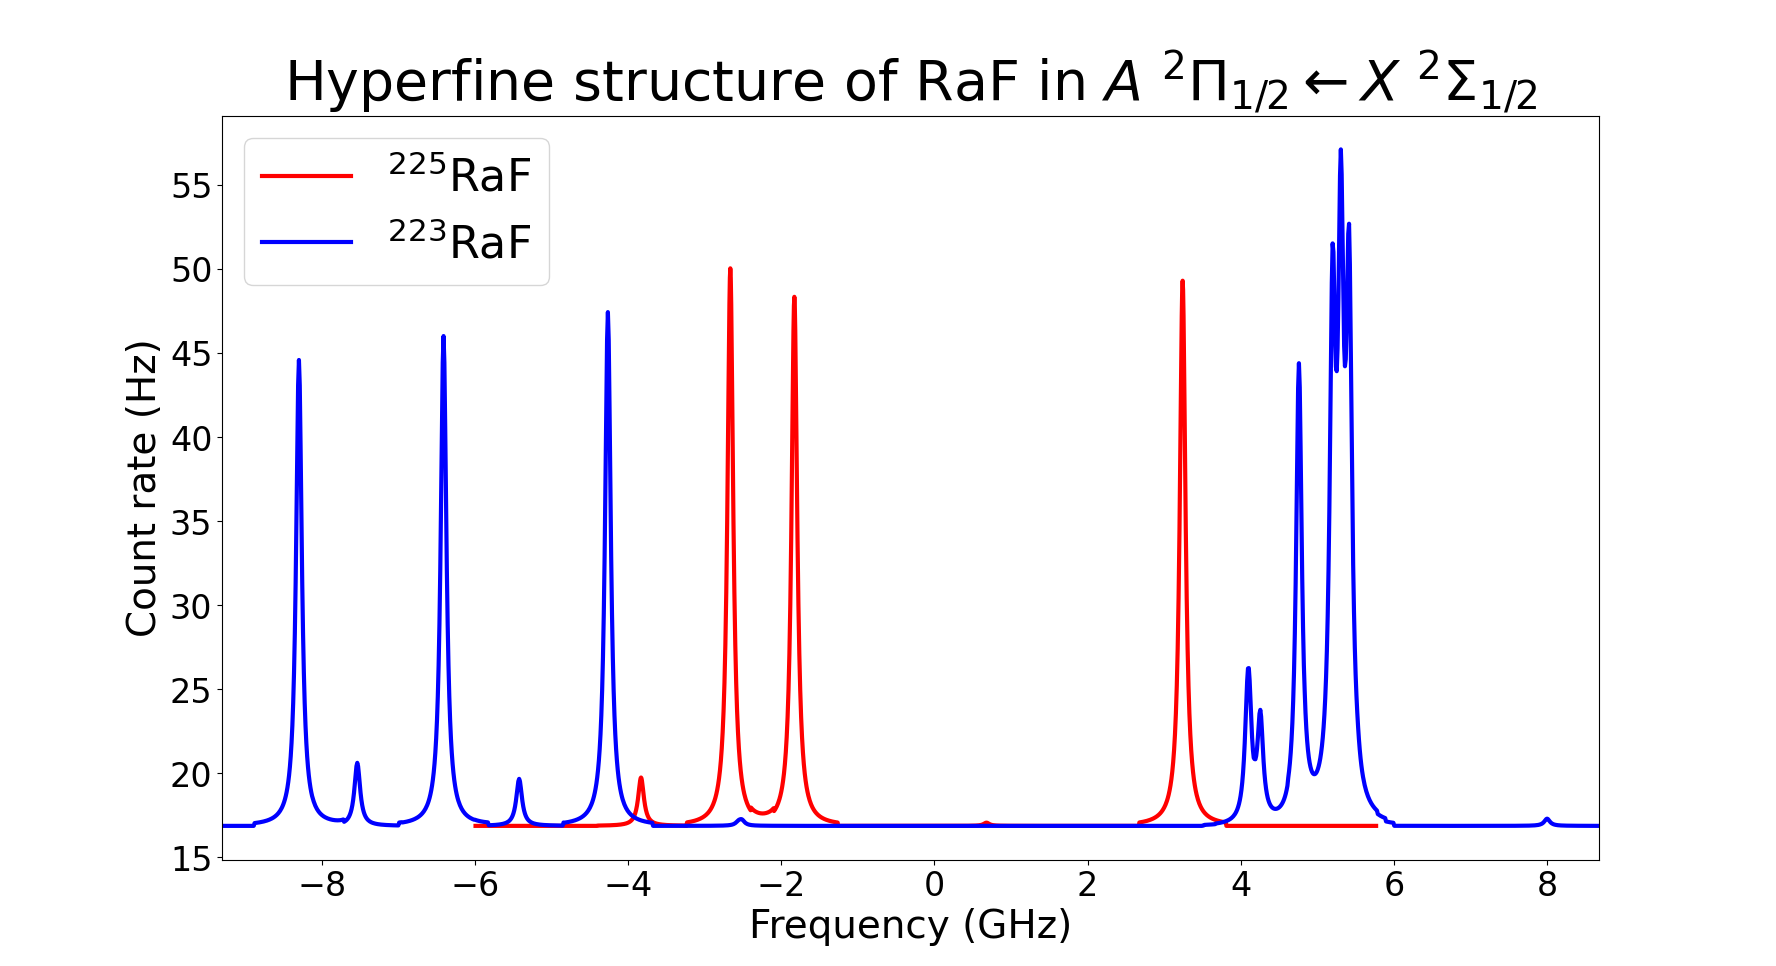 Hyperfine structure of RaF in A ²Π₁/₂ ← X ²Σ₁/₂
²²⁵RaF
²²³RaF
Count rate (Hz)
55
50
45
40
35
30
25
20
15
−8 −6 −4 −2 0 2 4 6 8
Frequency (GHz)